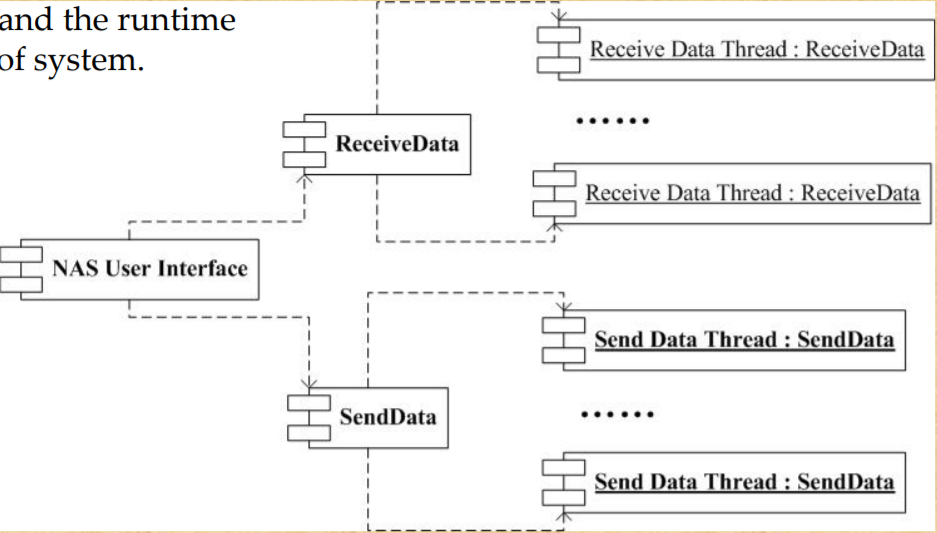 and the runtime
of system.
Receive Data Thread : ReceiveData
......
ReceiveData
Receive Data Thread : ReceiveData
NAS User Interface
Send Data Thread : SendData
......
SendData
Send Data Thread : SendData